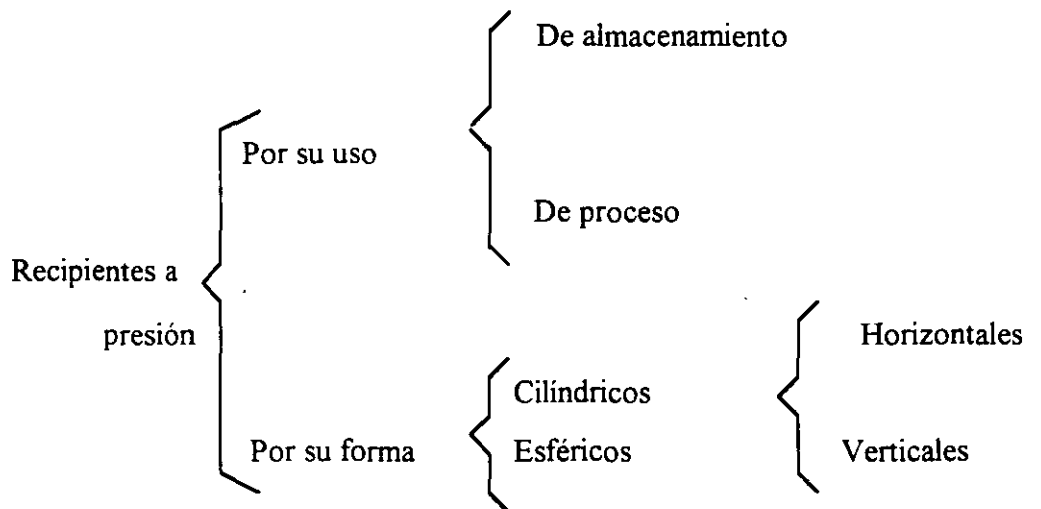 De almacenamiento
Por su uso
De proceso
Recipientes a
presión
Horizontales
Cilíndricos
Por su forma
Esféricos
Verticales